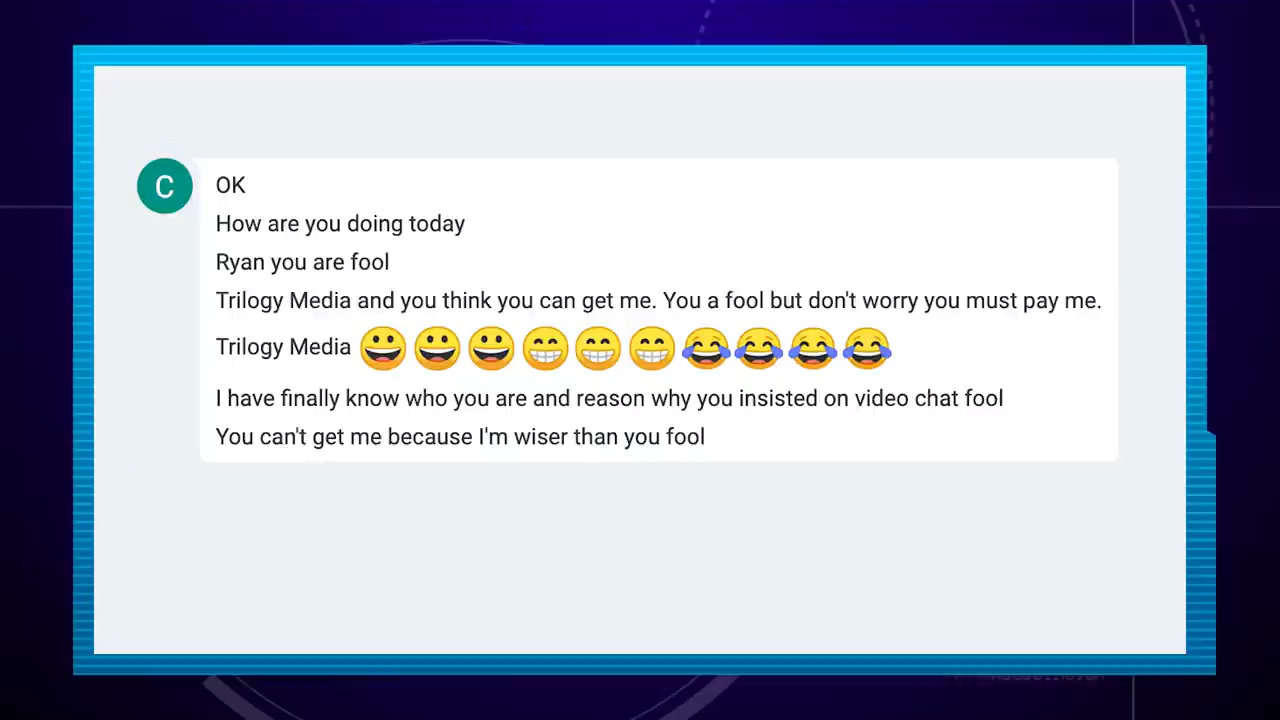 C
OK
How are you doing today
Ryan you are fool
Trilogy Media and you think you can get me. You a fool but don't worry you must pay me.
Trilogy Media 😀😀😀😁😁😁😂😂😂😂
I have finally know who you are and reason why you insisted on video chat fool
You can't get me because I'm wiser than you fool